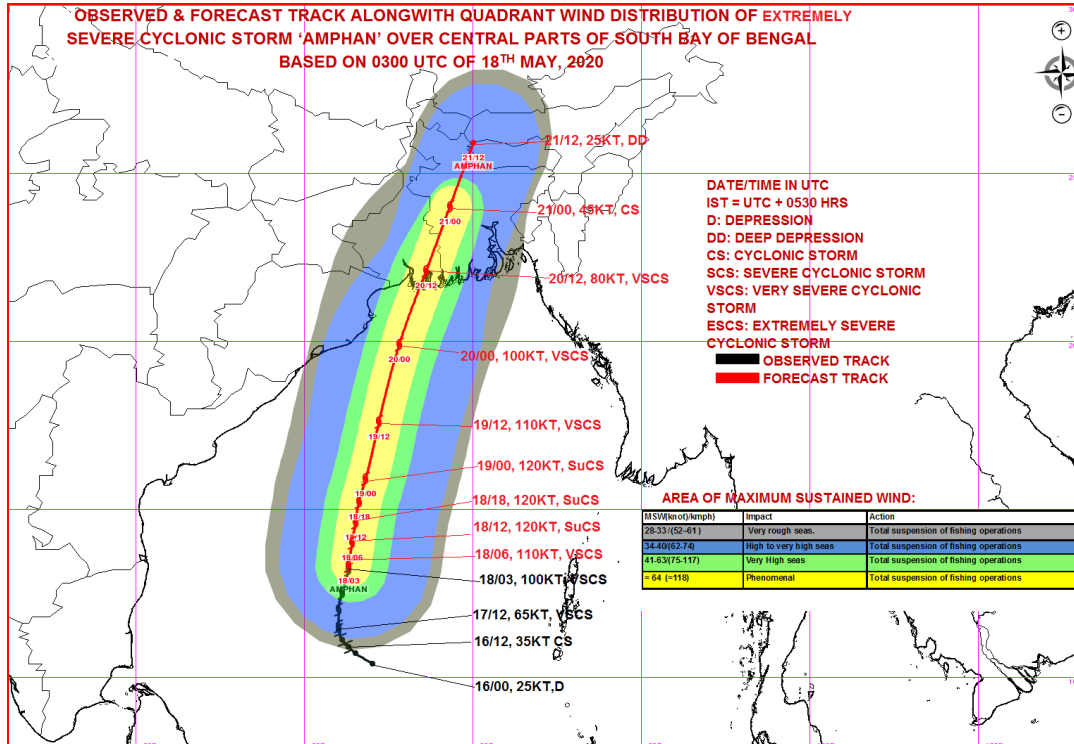 OBSERVED & FORECAST TRACK ALONGWITH QUADRANT WIND DISTRIBUTION OF EXTREMELY
SEVERE CYCLONIC STORM ‘AMPHAN’ OVER CENTRAL PARTS OF SOUTH BAY OF BENGAL
BASED ON 0300 UTC OF 18TH MAY, 2020
21/12, 25KT, DD
21/12
AMPHAN
21/00, 45KT, CS
21/00
20/12, 80KT, VSCS
20/12
20/00, 100KT, VSCS
20/00
19/12, 110KT, VSCS
19/12
19/00, 120KT, SuCS
19/00
18/18, 120KT, SuCS
18/18
18/12, 120KT, SuCS
18/12
18/06, 110KT, VSCS
18/06
18/03, 100KT, VSCS
18/03
AMPHAN
17/12, 65KT, VSCS
16/12, 35KT CS
16/00, 25KT,D
DATE/TIME IN UTC
IST = UTC + 0530 HRS
D: DEPRESSION
DD: DEEP DEPRESSION
CS: CYCLONIC STORM
SCS: SEVERE CYCLONIC STORM
VSCS: VERY SEVERE CYCLONIC
STORM
ESCS: EXTREMELY SEVERE
CYCLONIC STORM
OBSERVED TRACK
FORECAST TRACK
AREA OF MAXIMUM SUSTAINED WIND:
MSW(knot)/kmph) Impact Action
28-33 /(52–61 ) Very rough seas. Total suspension of fishing operations
34-40/(62-74) High to very high seas Total suspension of fishing operations
41-63/(75-117) Very High seas Total suspension of fishing operations
= 64 (=118) Phenomenal Total suspension of fishing operations